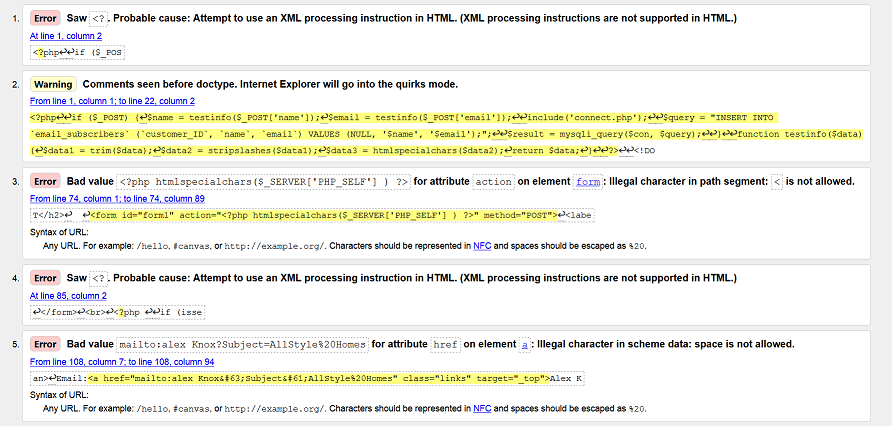 1. Error Saw <?. Probable cause: Attempt to use an XML processing instruction in HTML. (XML processing instructions are not supported in HTML.)
At line 1, column 2
<?php↩↩if ($_POS
2. Warning Comments seen before doctype. Internet Explorer will go into the quirks mode.
From line 1, column 1; to line 22, column 2
<?php↩↩if ($_POST) {↩$name = testinfo($_POST['name']);↩$email = testinfo($_POST['email']);↩↩include('connect.php');↩↩$query = "INSERT INTO
`email_subscribers` (`customer_ID`, `name`, `email`) VALUES (NULL, '$name', '$email');";↩↩$result = mysqli_query($con, $query);↩↩}↩↩function testinfo($data)
{↩$data1 = trim($data);↩$data2 = stripslashes($data1);↩$data3 = htmlspecialchars($data2);↩return $data;↩}↩↩?>↩↩<!DO
3. Error Bad value <?php htmlspecialchars($_SERVER['PHP_SELF'] ) ?> for attribute action on element form: Illegal character in path segment: < is not allowed.
From line 74, column 1; to line 74, column 89
T</h2>↩ ↩<form id="form1" action="<?php htmlspecialchars($_SERVER['PHP_SELF'] ) ?>" method="POST">↩<labe
Syntax of URL:
Any URL. For example: /hello, #canvas, or http://example.org/. Characters should be represented in NFC and spaces should be escaped as %20.
4. Error Saw <?. Probable cause: Attempt to use an XML processing instruction in HTML. (XML processing instructions are not supported in HTML.)
At line 85, column 2
↩</form>↩<br>↩<?php ↩↩if (isse
5. Error Bad value mailto:alex Knox?Subject=AllStyle%20Homes for attribute href on element a: Illegal character in scheme data: space is not allowed.
From line 108, column 7; to line 108, column 94
an>↩Email:<a href="mailto:alex Knox&#63;Subject&#61;AllStyle%20Homes" class="links" target="_top">Alex K
Syntax of URL:
Any URL. For example: /hello, #canvas, or http://example.org/. Characters should be represented in NFC and spaces should be escaped as %20.